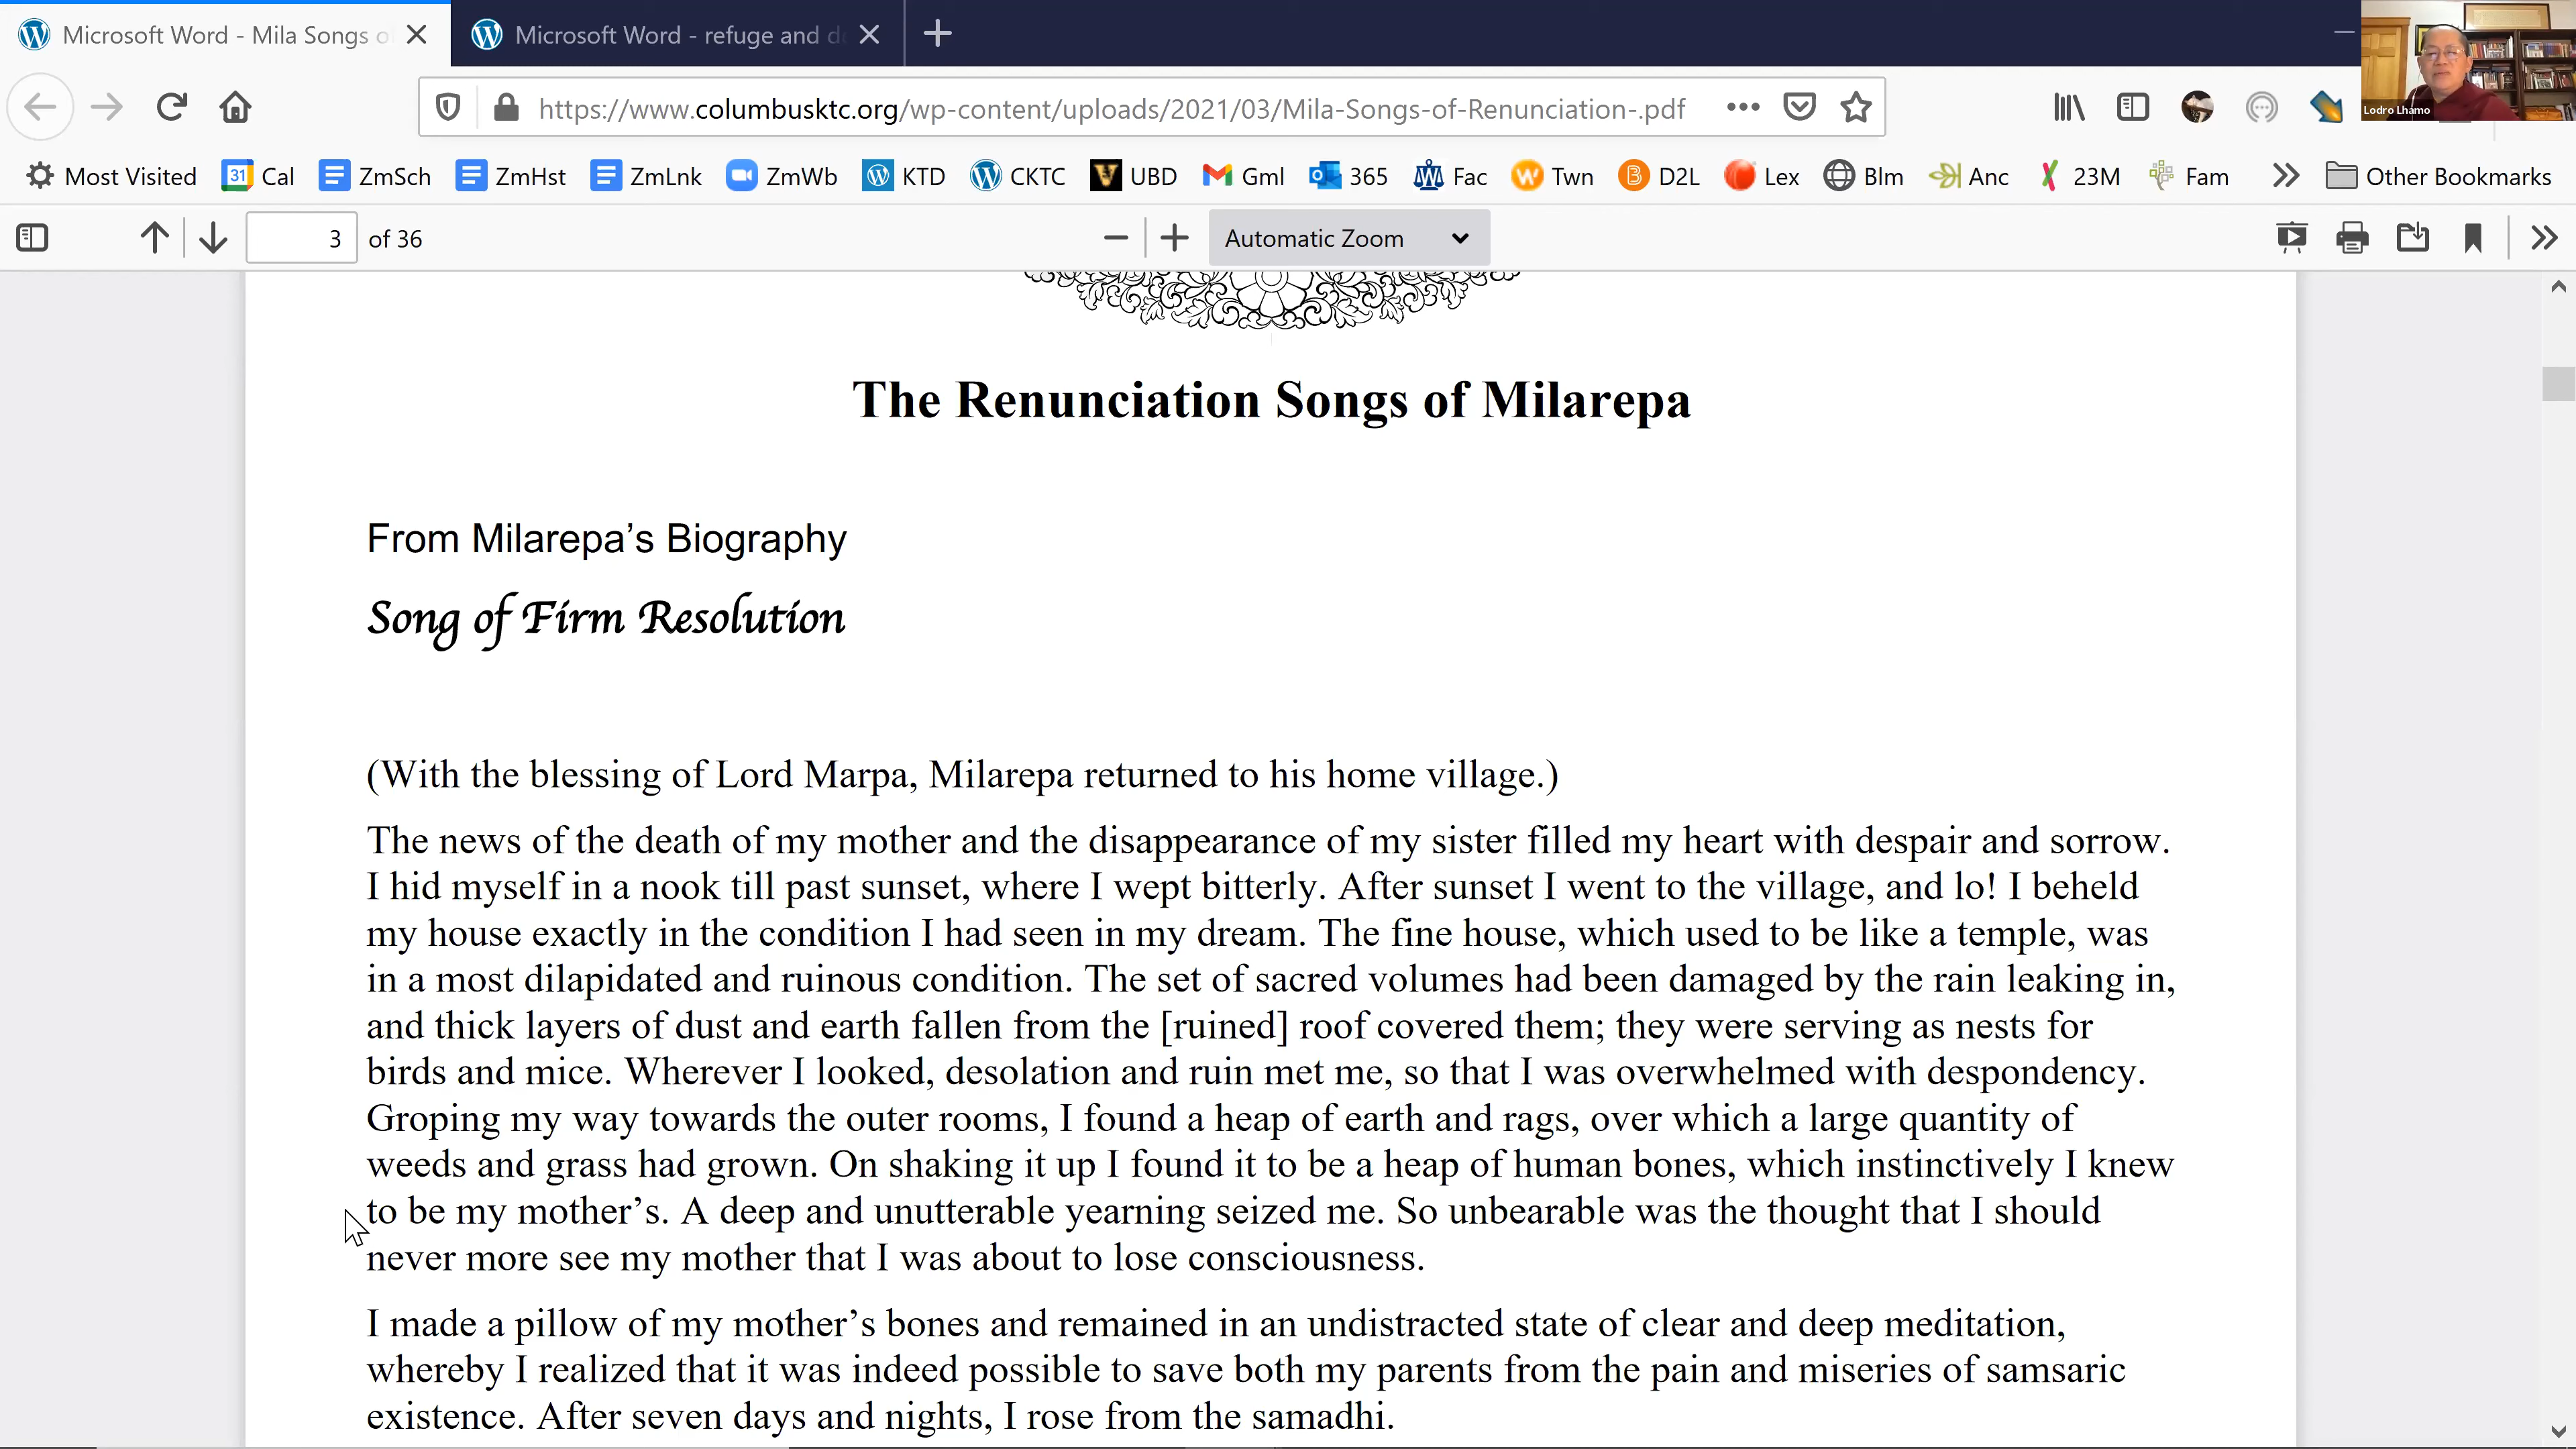 Microsoft Word - Mila Songs o
Microsoft Word - refuge and d
Lodro Lhamo
https://www.columbusktc.org/wp-content/uploads/2021/03/Mila-Songs-of-Renunciation-.pdf
Most Visited 31 Cal ZmSch ZmHst ZmLnk ZmWb KTD CKTC UBD Gml 365 Fac Twn D2L Lex Blm Anc 23M Fam Other Bookmarks
3 of 36 Automatic Zoom
The Renunciation Songs of Milarepa
From Milarepa’s Biography
Song of Firm Resolution
(With the blessing of Lord Marpa, Milarepa returned to his home village.)
The news of the death of my mother and the disappearance of my sister filled my heart with despair and sorrow.
I hid myself in a nook till past sunset, where I wept bitterly. After sunset I went to the village, and lo! I beheld
my house exactly in the condition I had seen in my dream. The fine house, which used to be like a temple, was
in a most dilapidated and ruinous condition. The set of sacred volumes had been damaged by the rain leaking in,
and thick layers of dust and earth fallen from the [ruined] roof covered them; they were serving as nests for
birds and mice. Wherever I looked, desolation and ruin met me, so that I was overwhelmed with despondency.
Groping my way towards the outer rooms, I found a heap of earth and rags, over which a large quantity of
weeds and grass had grown. On shaking it up I found it to be a heap of human bones, which instinctively I knew
to be my mother’s. A deep and unutterable yearning seized me. So unbearable was the thought that I should
never more see my mother that I was about to lose consciousness.
I made a pillow of my mother’s bones and remained in an undistracted state of clear and deep meditation,
whereby I realized that it was indeed possible to save both my parents from the pain and miseries of samsaric
existence. After seven days and nights, I rose from the samadhi.